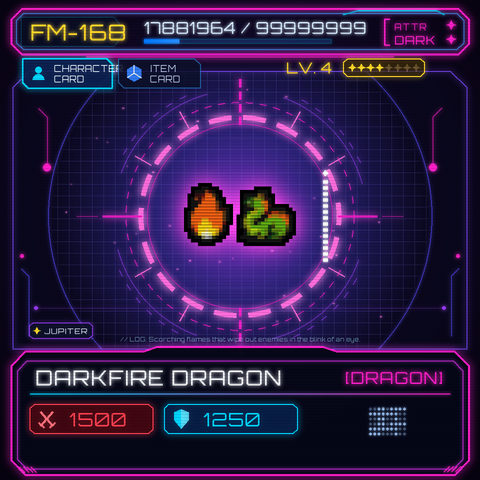 FM-168
17881964 / 99999999
ATTR
DARK
CHARACTER
CARD
ITEM
CARD
LV.4
JUPITER
// LOG: Scorching flames that wipe out enemies in the blink of an eye.
DARKFIRE DRAGON
[DRAGON]
1500
1250